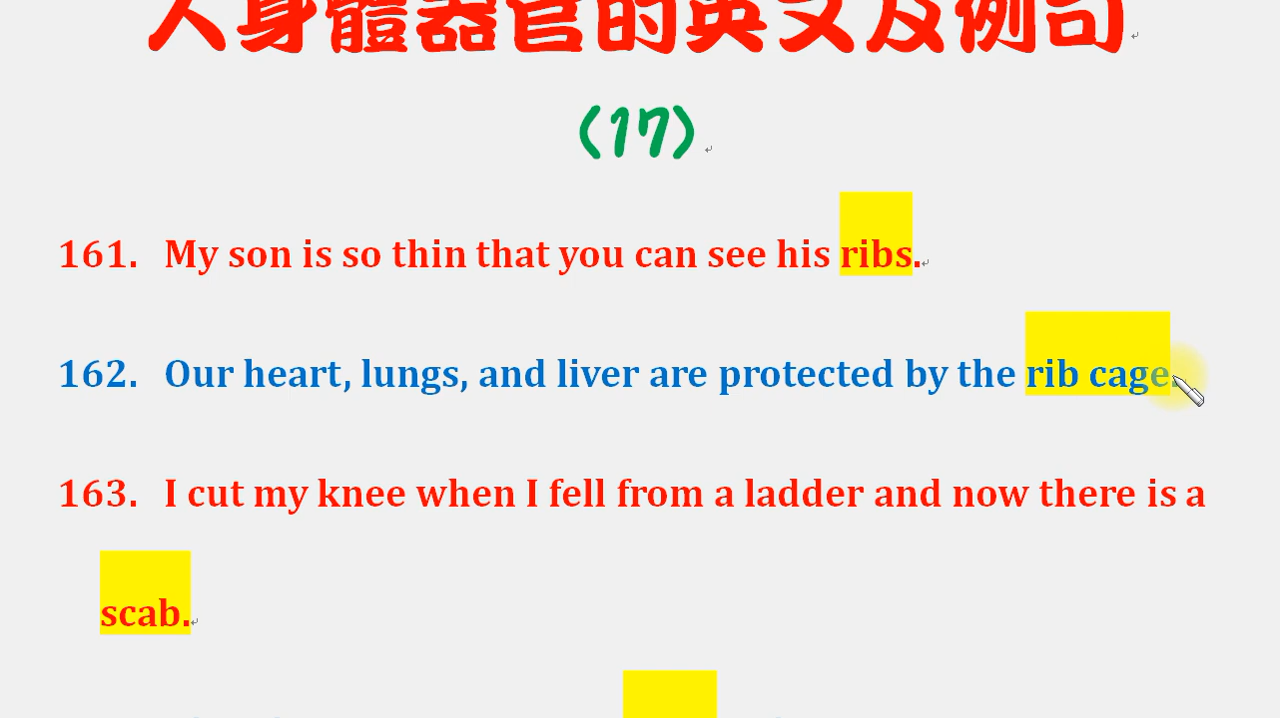 人身體器官的英文及例句
(17)
161. My son is so thin that you can see his ribs.
162. Our heart, lungs, and liver are protected by the rib cage.
163. I cut my knee when I fell from a ladder and now there is a
scab.